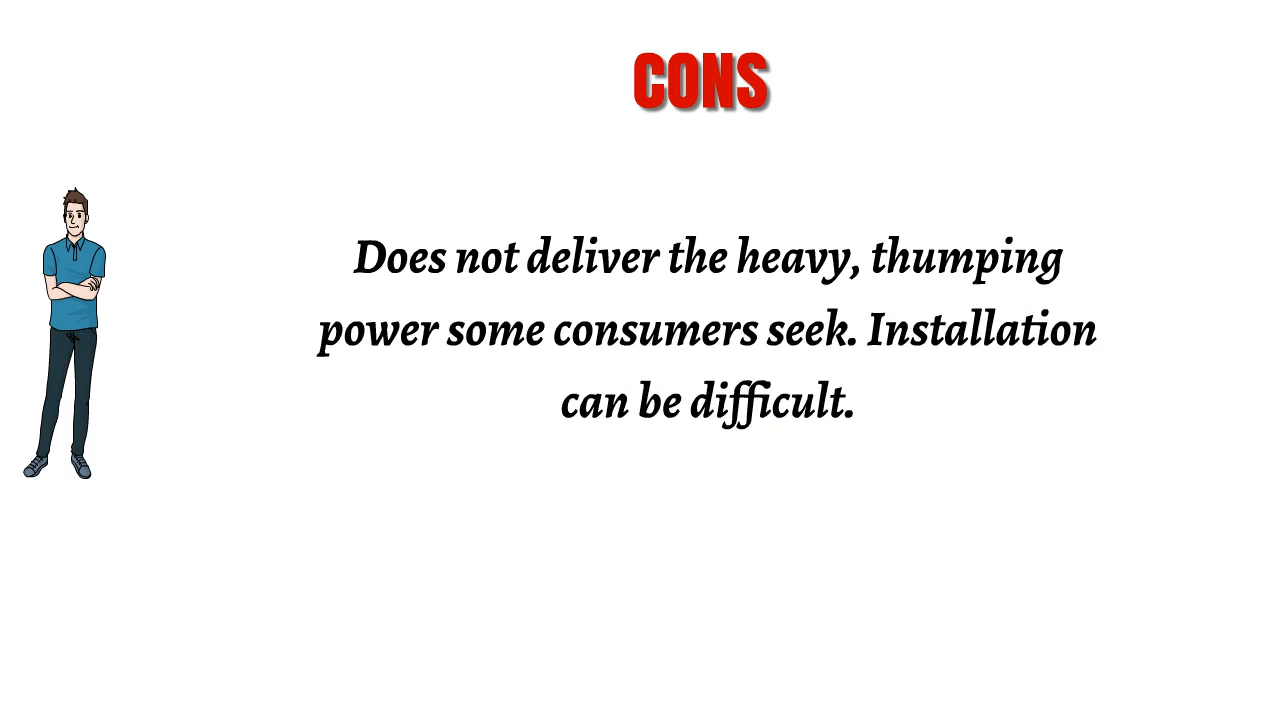 CONS
Does not deliver the heavy, thumping
power some consumers seek. Installation
can be difficult.